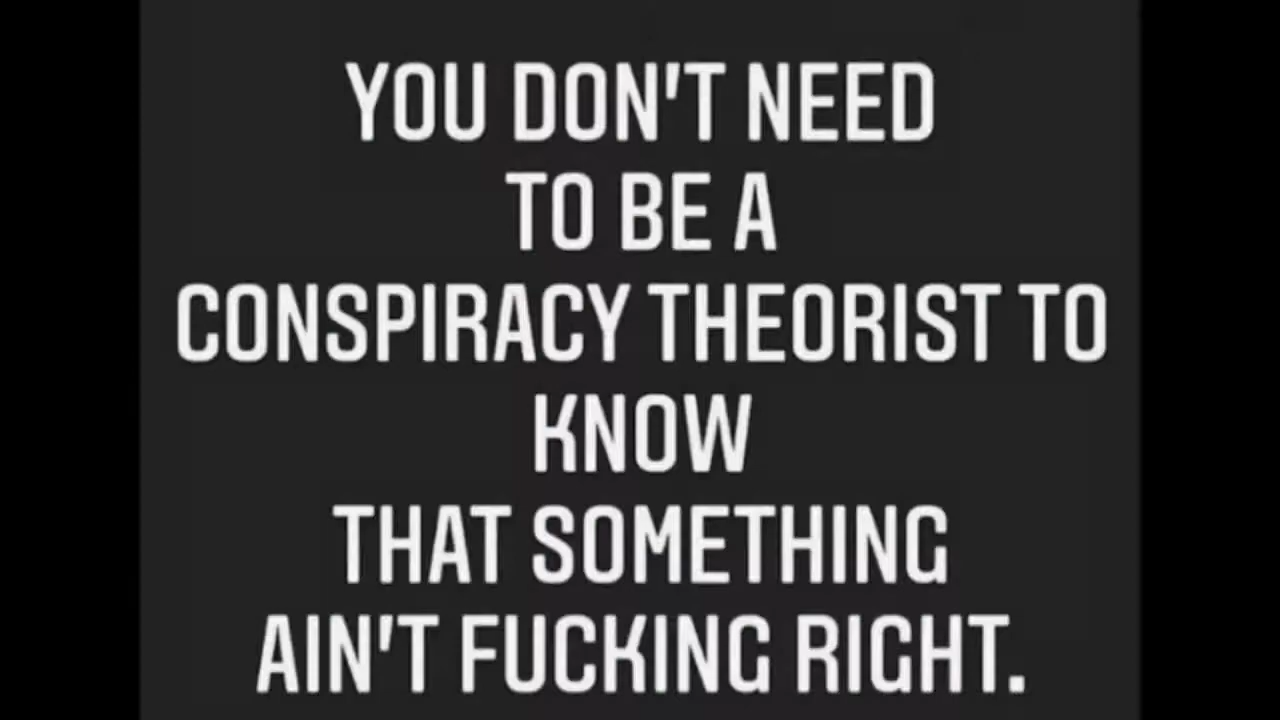 YOU DON'T NEED
TO BE A
CONSPIRACY THEORIST TO
KNOW
THAT SOMETHING
AIN'T FUCKING RIGHT.